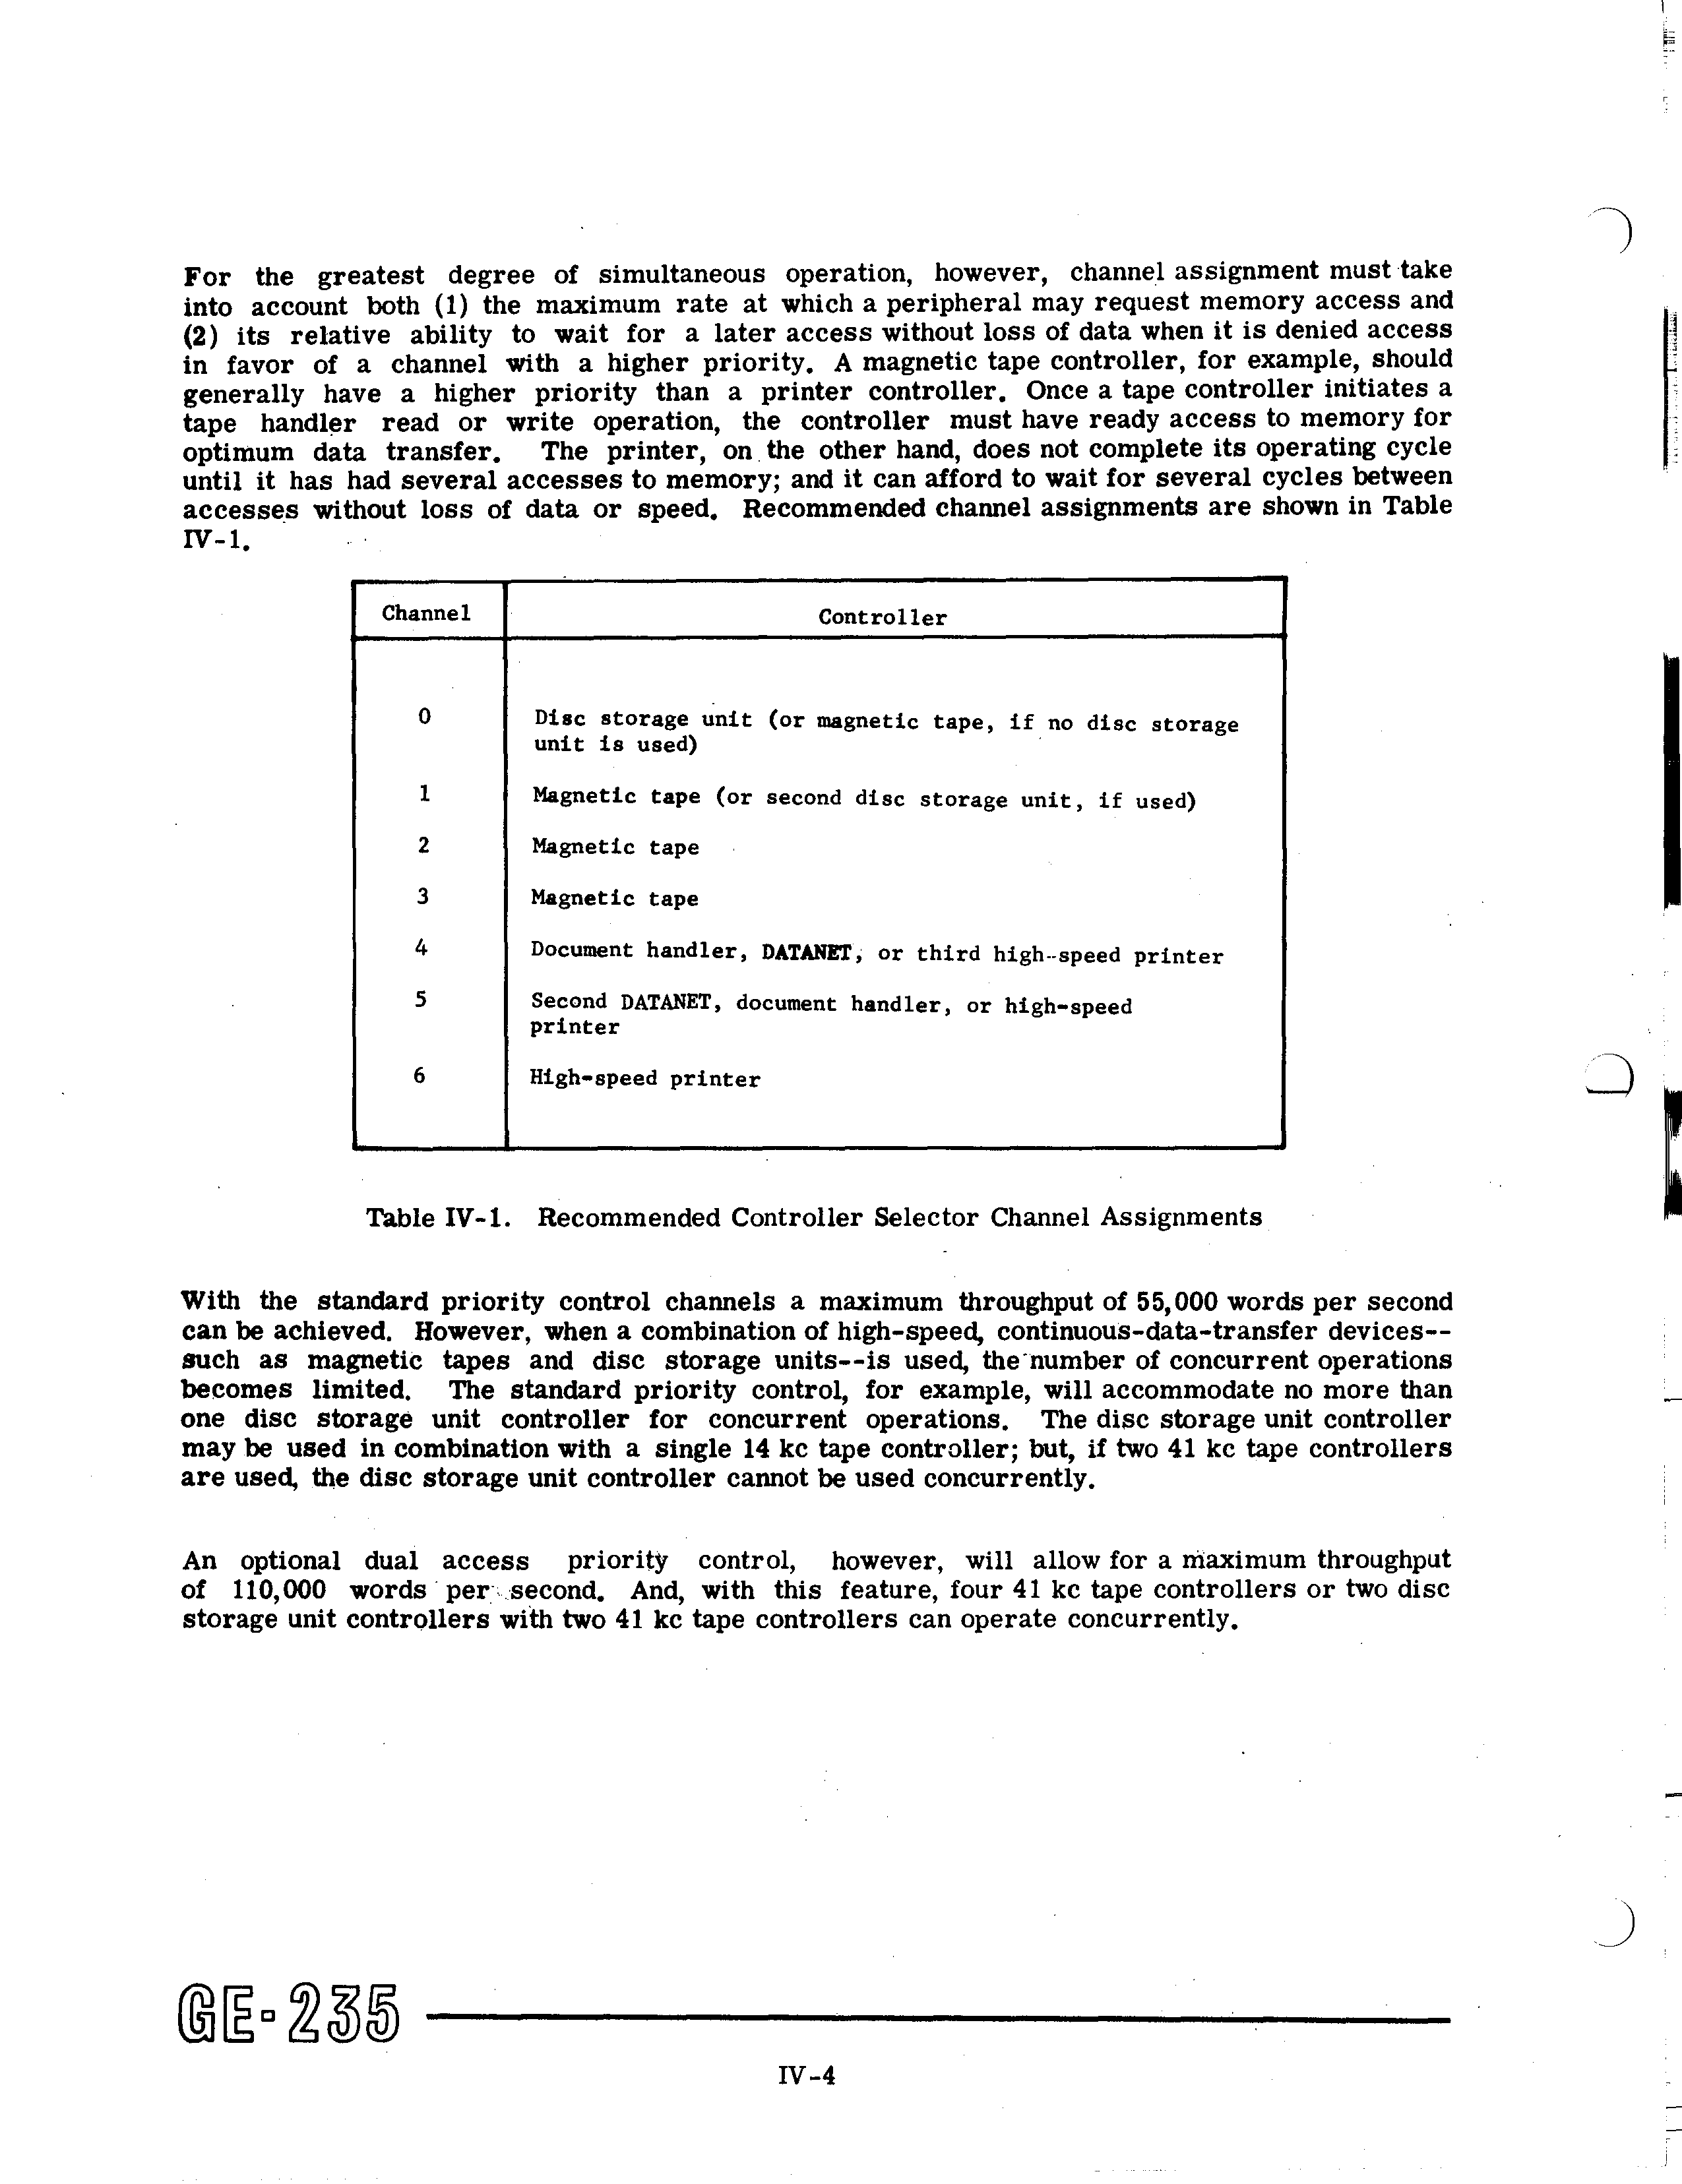 For the greatest degree of simultaneous operation, however, channel assignment must take
into account both (1) the maximum rate at which a peripheral may request memory access and
(2) its relative ability to wait for a later access without loss of data when it is denied access
in favor of a channel with a higher priority. A magnetic tape controller, for example, should
generally have a higher priority than a printer controller. Once a tape controller initiates a
tape handler read or write operation, the controller must have ready access to memory for
optimum data transfer. The printer, on the other hand, does not complete its operating cycle
until it has had several accesses to memory; and it can afford to wait for several cycles between
accesses without loss of data or speed. Recommended channel assignments are shown in Table
IV-1.
Channel Controller
0 Disc storage unit (or magnetic tape, if no disc storage
unit is used)
1 Magnetic tape (or second disc storage unit, if used)
2 Magnetic tape
3 Magnetic tape
4 Document handler, DATANET, or third high-speed printer
5 Second DATANET, document handler, or high-speed
printer
6 High-speed printer
Table IV-1. Recommended Controller Selector Channel Assignments
With the standard priority control channels a maximum throughput of 55,000 words per second
can be achieved. However, when a combination of high-speed, continuous-data-transfer devices--
such as magnetic tapes and disc storage units--is used, the number of concurrent operations
becomes limited. The standard priority control, for example, will accommodate no more than
one disc storage unit controller for concurrent operations. The disc storage unit controller
may be used in combination with a single 14 kc tape controller; but, if two 41 kc tape controllers
are used, the disc storage unit controller cannot be used concurrently.
An optional dual access priority control, however, will allow for a maximum throughput
of 110,000 words per second. And, with this feature, four 41 kc tape controllers or two disc
storage unit controllers with two 41 kc tape controllers can operate concurrently.
GE-235
IV-4